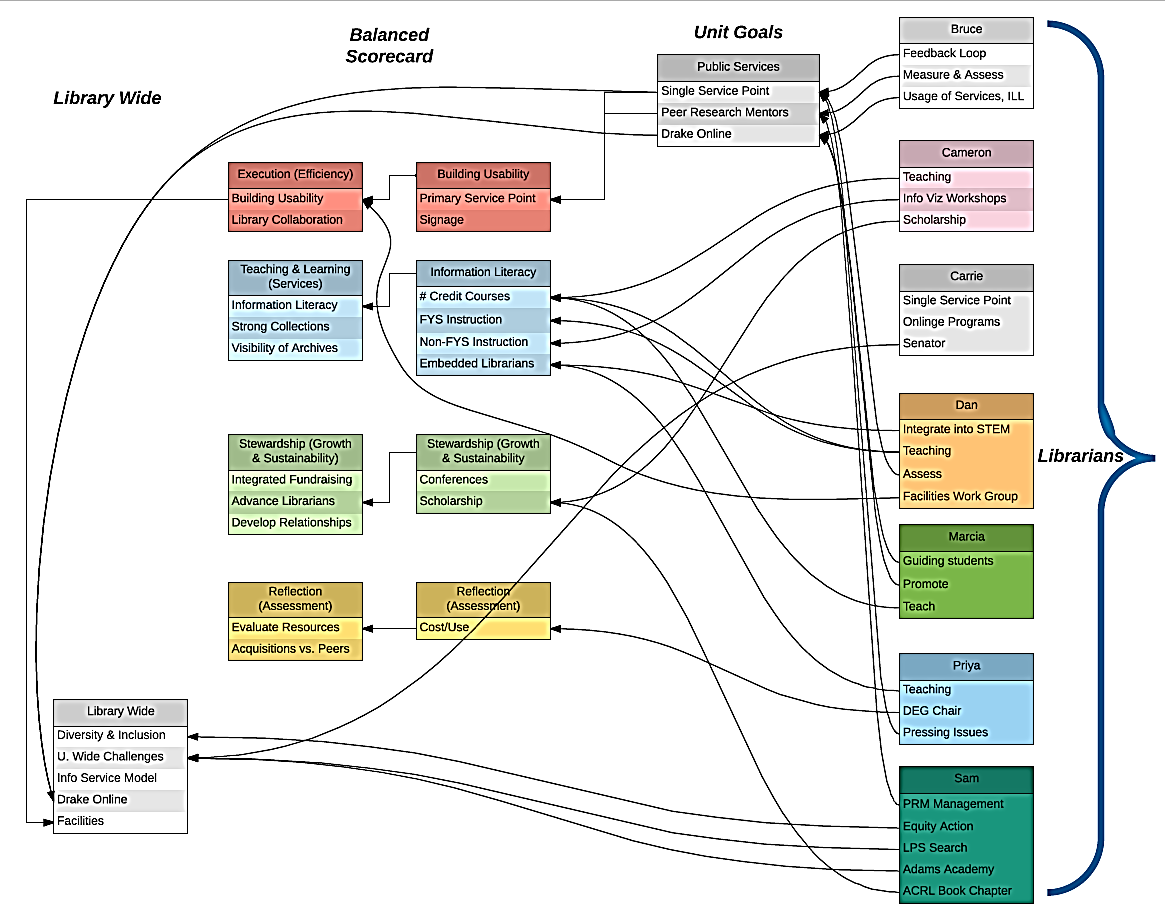 Library Wide
Balanced
Scorecard
Unit Goals
Public Services
Single Service Point
Peer Research Mentors
Drake Online
Execution (Efficiency)
Building Usability
Library Collaboration
Building Usability
Primary Service Point
Signage
Teaching & Learning
(Services)
Information Literacy
Strong Collections
Visibility of Archives
Information Literacy
# Credit Courses
FYS Instruction
Non-FYS Instruction
Embedded Librarians
Stewardship (Growth
& Sustainability)
Integrated Fundraising
Advance Librarians
Develop Relationships
Stewardship (Growth
& Sustainability
Conferences
Scholarship
Reflection
(Assessment)
Evaluate Resources
Acquisitions vs. Peers
Reflection
(Assessment)
Cost/Use
Library Wide
Diversity & Inclusion
U. Wide Challenges
Info Service Model
Drake Online
Facilities
Bruce
Feedback Loop
Measure & Assess
Usage of Services, ILL
Cameron
Teaching
Info Viz Workshops
Scholarship
Carrie
Single Service Point
Onlinge Programs
Senator
Dan
Integrate into STEM
Teaching
Assess
Facilities Work Group
Marcia
Guiding students
Promote
Teach
Priya
Teaching
DEG Chair
Pressing Issues
Sam
PRM Management
Equity Action
LPS Search
Adams Academy
ACRL Book Chapter
Librarians